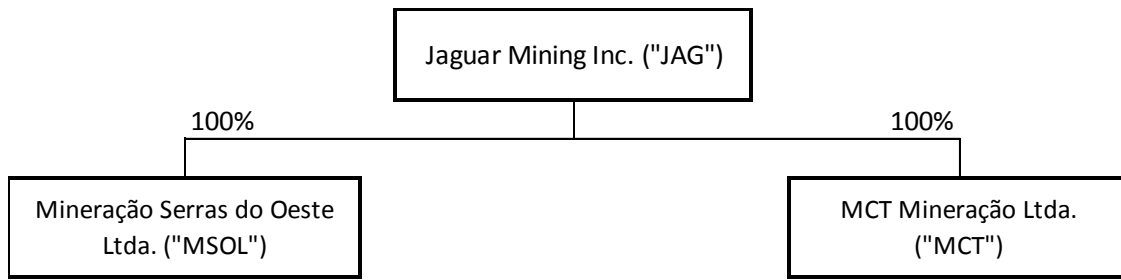 Jaguar Mining Inc. ("JAG")
100%
100%
Mineração Serras do Oeste
Ltda. ("MSOL")
MCT Mineração Ltda.
("MCT")